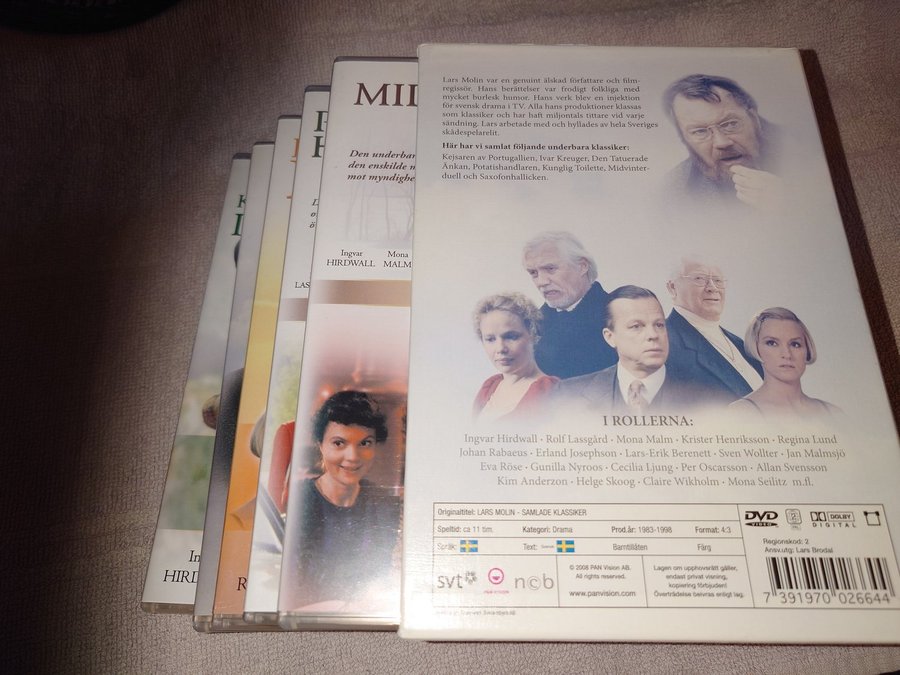 MID
Den underbar
den enskilde m
mot myndighe
Ingvar
HIRDWALL
Mona
MALM
LAS
HIRD
Lars Molin var en genuint älskad författare och film-
regissör. Hans berättelser var frodigt folkliga med
mycket burlesk humor. Hans verk blev en injektion
för svensk drama i TV. Alla hans produktioner klassas
som klassiker och har haft miljontals tittare vid varje
sändning. Lars arbetade med och hyllades av hela Sveriges
skådespelarelit.
Här har vi samlat följande underbara klassiker:
Kejsaren av Portugallien, Ivar Kreuger, Den Tatuerade
Änkan, Potatishandlaren, Kunglig Toilette, Midvinter-
duell och Saxofonhallicken.
I ROLLERNA:
Ingvar Hirdwall · Rolf Lassgård · Mona Malm · Krister Henriksson · Regina Lund
Johan Rabaeus · Erland Josephson · Lars-Erik Berenett · Sven Wollter · Jan Malmsjö
Eva Röse · Gunilla Nyroos · Cecilia Ljung · Per Oscarsson · Allan Svensson
Kim Anderzon · Helge Skoog · Claire Wikholm · Mona Seilitz m.fl.
Originaltitel: LARS MOLIN - SAMLADE KLASSIKER
Speltid: ca 11 tim. Kategori: Drama Prod.år: 1983-1998 Format: 4:3
Språk: Text: Svensk Barntillåten Färg
DVD VIDEO 2 DOLBY DIGITAL
Regionskod: 2
Ansv.utg: Lars Brodal
svt ncb
© 2008 PAN Vision AB.
All rights reserved.
www.panvision.com
Lagen om upphovsrätt gäller,
endast privat visning,
kopiering förbjuden!
Överträdelse beivras enligt lag.
7 391970 026644